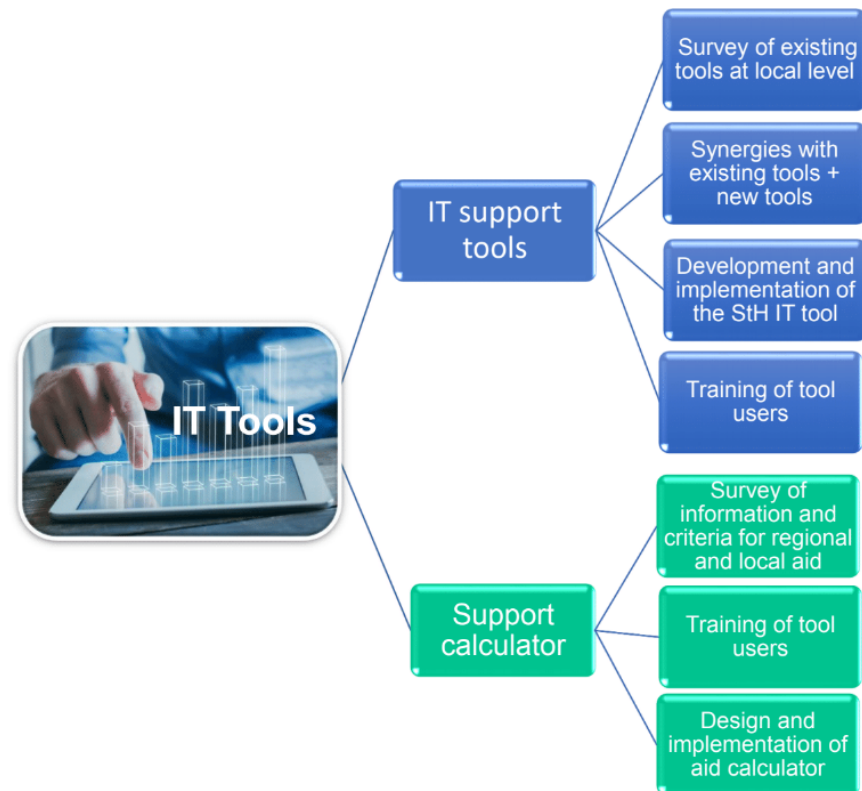 Survey of existing
tools at local level
Synergies with
existing tools +
new tools
IT support
tools
Development and
implementation of
the StH IT tool
Training of tool
users
IT Tools
Survey of
information and
criteria for regional
and local aid
Support
calculator
Training of tool
users
Design and
implementation of
aid calculator